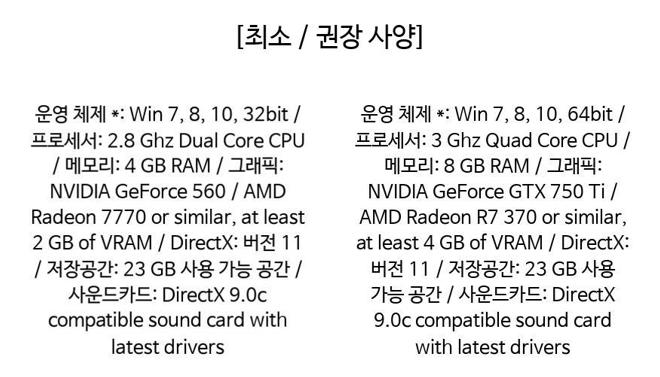 [최소 / 권장 사양]
운영 체제 *: Win 7, 8, 10, 32bit /
프로세서: 2.8 Ghz Dual Core CPU
/ 메모리: 4 GB RAM / 그래픽:
NVIDIA GeForce 560 / AMD
Radeon 7770 or similar, at least
2 GB of VRAM / DirectX: 버전 11
/ 저장공간: 23 GB 사용 가능 공간 /
사운드카드: DirectX 9.0c
compatible sound card with
latest drivers
운영 체제 *: Win 7, 8, 10, 64bit /
프로세서: 3 Ghz Quad Core CPU /
메모리: 8 GB RAM / 그래픽:
NVIDIA GeForce GTX 750 Ti /
AMD Radeon R7 370 or similar,
at least 4 GB of VRAM / DirectX:
버전 11 / 저장공간: 23 GB 사용
가능 공간 / 사운드카드: DirectX
9.0c compatible sound card
with latest drivers